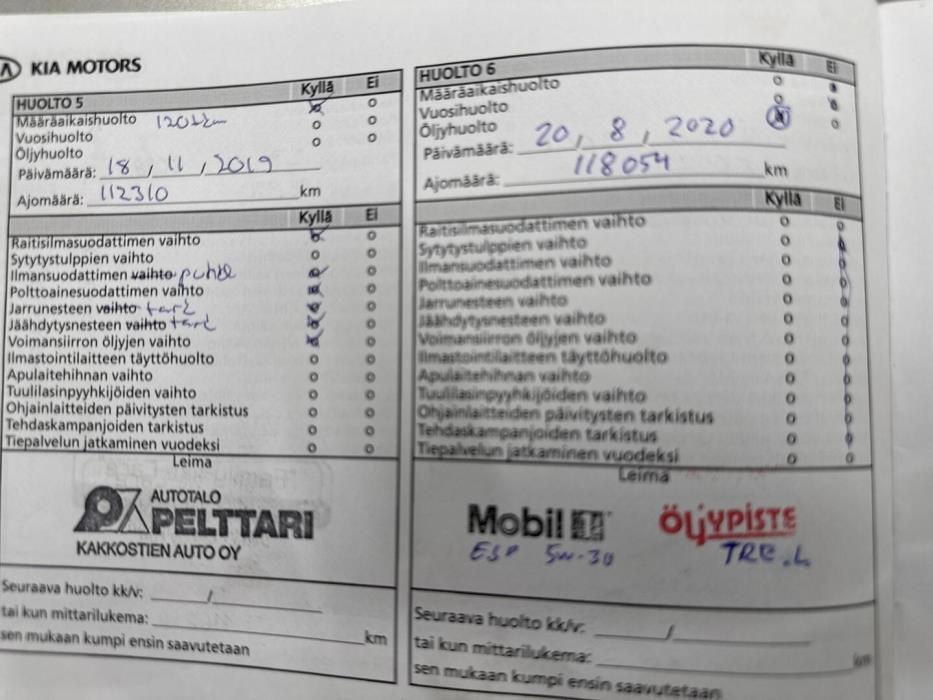 KIA MOTORS
HUOLTO 5 Kyllä Ei
Määräaikaishuolto 120tkm
Vuosihuolto
Öljyhuolto
Päivämäärä: 18, 11, 2019
Ajomäärä: 112310 km
Kyllä Ei
Raitisilmasuodattimen vaihto
Sytytystulppien vaihto
Ilmansuodattimen vaihto puhd
Polttoainesuodattimen vaihto
Jarrunesteen vaihto tark
Jäähdytysnesteen vaihto tark
Voimansiirron öljyjen vaihto
Ilmastointilaitteen täyttöhuolto
Apulaitehihnan vaihto
Tuulilasinpyyhkijöiden vaihto
Ohjainlaitteiden päivitysten tarkistus
Tehdaskampanjoiden tarkistus
Tiepalvelun jatkaminen vuodeksi
Leima
AUTOTALO
PELTTARI
KAKKOSTIEN AUTO OY
Seuraava huolto kk/v: /
tai kun mittarilukema: km
sen mukaan kumpi ensin saavutetaan
HUOLTO 6 Kyllä Ei
Määräaikaishuolto
Vuosihuolto
Öljyhuolto
Päivämäärä: 20, 8, 2020
Ajomäärä: 118054 km
Kyllä Ei
Raitisilmasuodattimen vaihto
Sytytystulppien vaihto
Ilmansuodattimen vaihto
Polttoainesuodattimen vaihto
Jarrunesteen vaihto
Jäähdytysnesteen vaihto
Voimansiirron öljyjen vaihto
Ilmastointilaitteen täyttöhuolto
Apulaitehihnan vaihto
Tuulilasinpyyhkijöiden vaihto
Ohjainlaitteiden päivitysten tarkistus
Tehdaskampanjoiden tarkistus
Tiepalvelun jatkaminen vuodeksi
Leima
Mobil 1 ÖLJYPISTE
ESP 5W-30 TRE.L
Seuraava huolto kk/v: /
tai kun mittarilukema: km
sen mukaan kumpi ensin saavutetaan